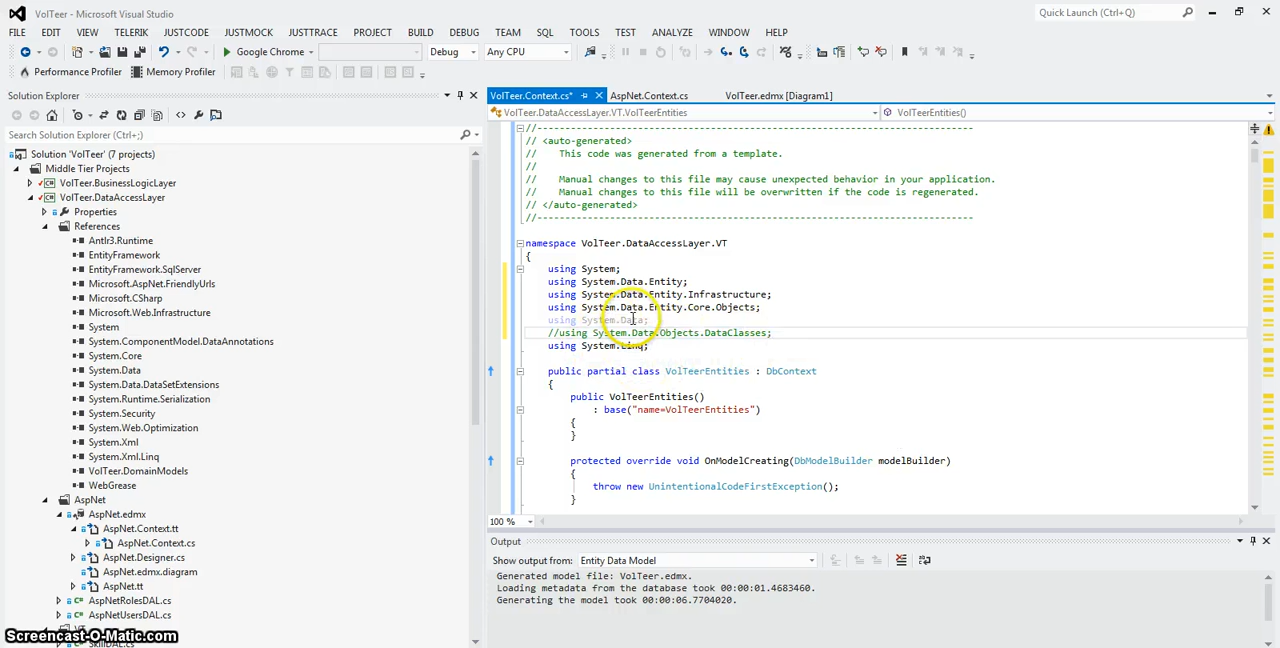 VolTeer - Microsoft Visual Studio
Quick Launch (Ctrl+Q)
FILE EDIT VIEW TELERIK JUSTCODE JUSTMOCK JUSTTRACE PROJECT BUILD DEBUG TEAM SQL TOOLS TEST ANALYZE WINDOW HELP
Google Chrome Debug Any CPU
Performance Profiler Memory Profiler
Solution Explorer
Search Solution Explorer (Ctrl+;)
Solution 'VolTeer' (7 projects)
Middle Tier Projects
VolTeer.BusinessLogicLayer
VolTeer.DataAccessLayer
Properties
References
Antlr3.Runtime
EntityFramework
EntityFramework.SqlServer
Microsoft.AspNet.FriendlyUrls
Microsoft.CSharp
Microsoft.Web.Infrastructure
System
System.ComponentModel.DataAnnotations
System.Core
System.Data
System.Data.DataSetExtensions
System.Runtime.Serialization
System.Security
System.Web.Optimization
System.Xml
System.Xml.Linq
VolTeer.DomainModels
WebGrease
AspNet
AspNet.edmx
AspNet.Context.tt
AspNet.Context.cs
AspNet.Designer.cs
AspNet.edmx.diagram
AspNet.tt
AspNetRolesDAL.cs
AspNetUsersDAL.cs
VT
SkillDAL.cs
Screencast-O-Matic.com
VolTeer.Context.cs* AspNet.Context.cs VolTeer.edmx [Diagram1]
VolTeer.DataAccessLayer.VT.VolTeerEntities VolTeerEntities()
//------------------------------------------------------------------------------
// <auto-generated>
//     This code was generated from a template.
//
//     Manual changes to this file may cause unexpected behavior in your application.
//     Manual changes to this file will be overwritten if the code is regenerated.
// </auto-generated>
//------------------------------------------------------------------------------
namespace VolTeer.DataAccessLayer.VT
{
using System;
using System.Data.Entity;
using System.Data.Entity.Infrastructure;
using System.Data.Entity.Core.Objects;
using System.Data;
//using System.Data.Objects.DataClasses;
using System.Linq;
public partial class VolTeerEntities : DbContext
{
public VolTeerEntities()
: base("name=VolTeerEntities")
{
}
protected override void OnModelCreating(DbModelBuilder modelBuilder)
{
throw new UnintentionalCodeFirstException();
}
100 %
Output
Show output from: Entity Data Model
Generated model file: VolTeer.edmx.
Loading metadata from the database took 00:00:01.4683460.
Generating the model took 00:00:06.7704020.